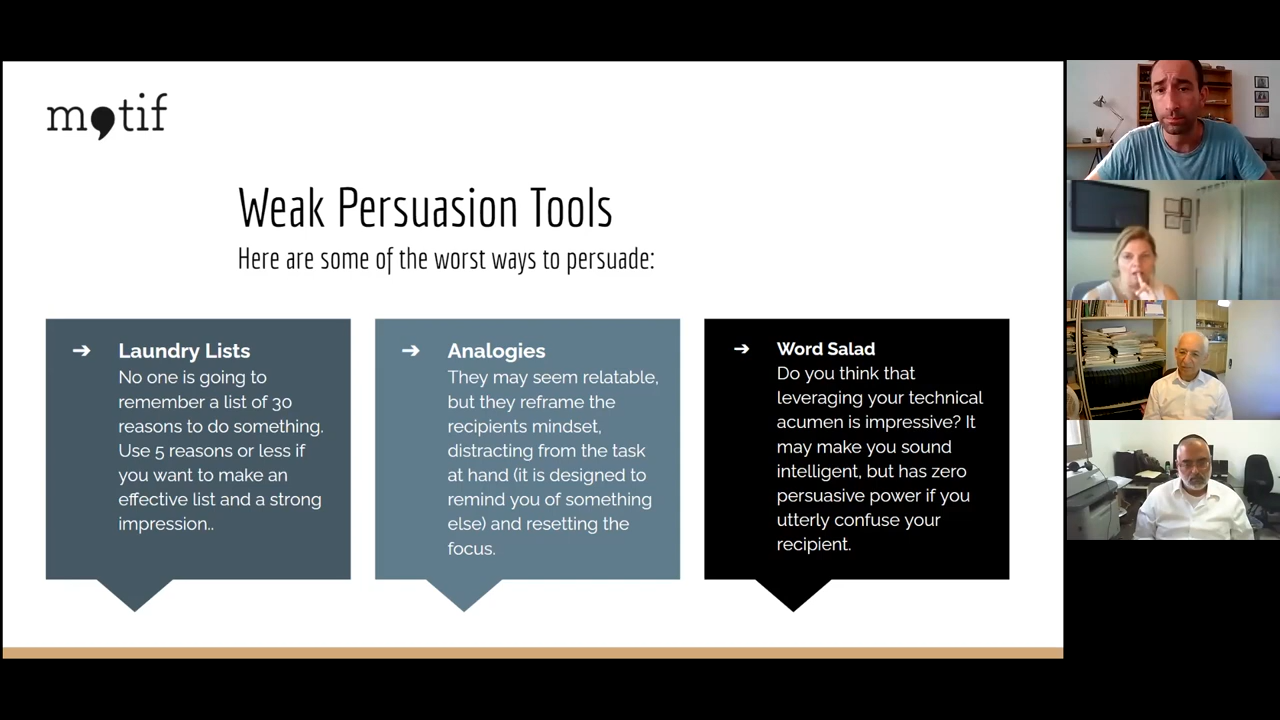 m,tif
Weak Persuasion Tools
Here are some of the worst ways to persuade:
➔ Laundry Lists
No one is going to
remember a list of 30
reasons to do something.
Use 5 reasons or less if
you want to make an
effective list and a strong
impression..
➔ Analogies
They may seem relatable,
but they reframe the
recipients mindset,
distracting from the task
at hand (it is designed to
remind you of something
else) and resetting the
focus.
➔ Word Salad
Do you think that
leveraging your technical
acumen is impressive? It
may make you sound
intelligent, but has zero
persuasive power if you
utterly confuse your
recipient.